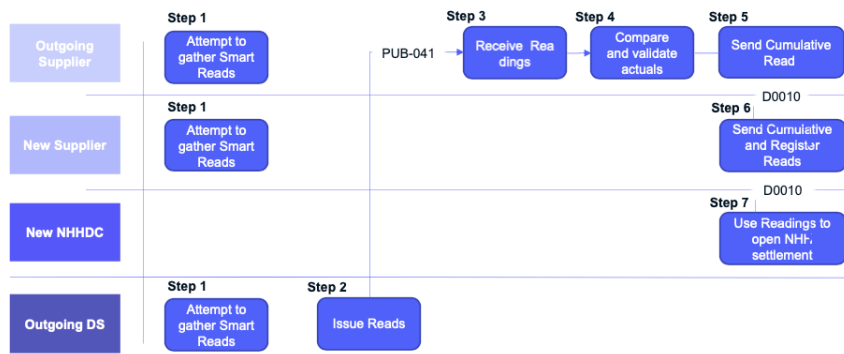 Outgoing
Supplier
Step 1
Attempt to
gather Smart
Reads
PUB-041
Step 3
Receive Rea
dings
Step 4
Compare
and validate
actuals
Step 5
Send Cumulative
Read
D0010
New Supplier
Step 1
Attempt to
gather Smart
Reads
Step 6
Send Cumulative
and Register
Reads
D0010
New NHHDC
Step 7
Use Readings to
open NHH
settlement
Outgoing DS
Step 1
Attempt to
gather Smart
Reads
Step 2
Issue Reads